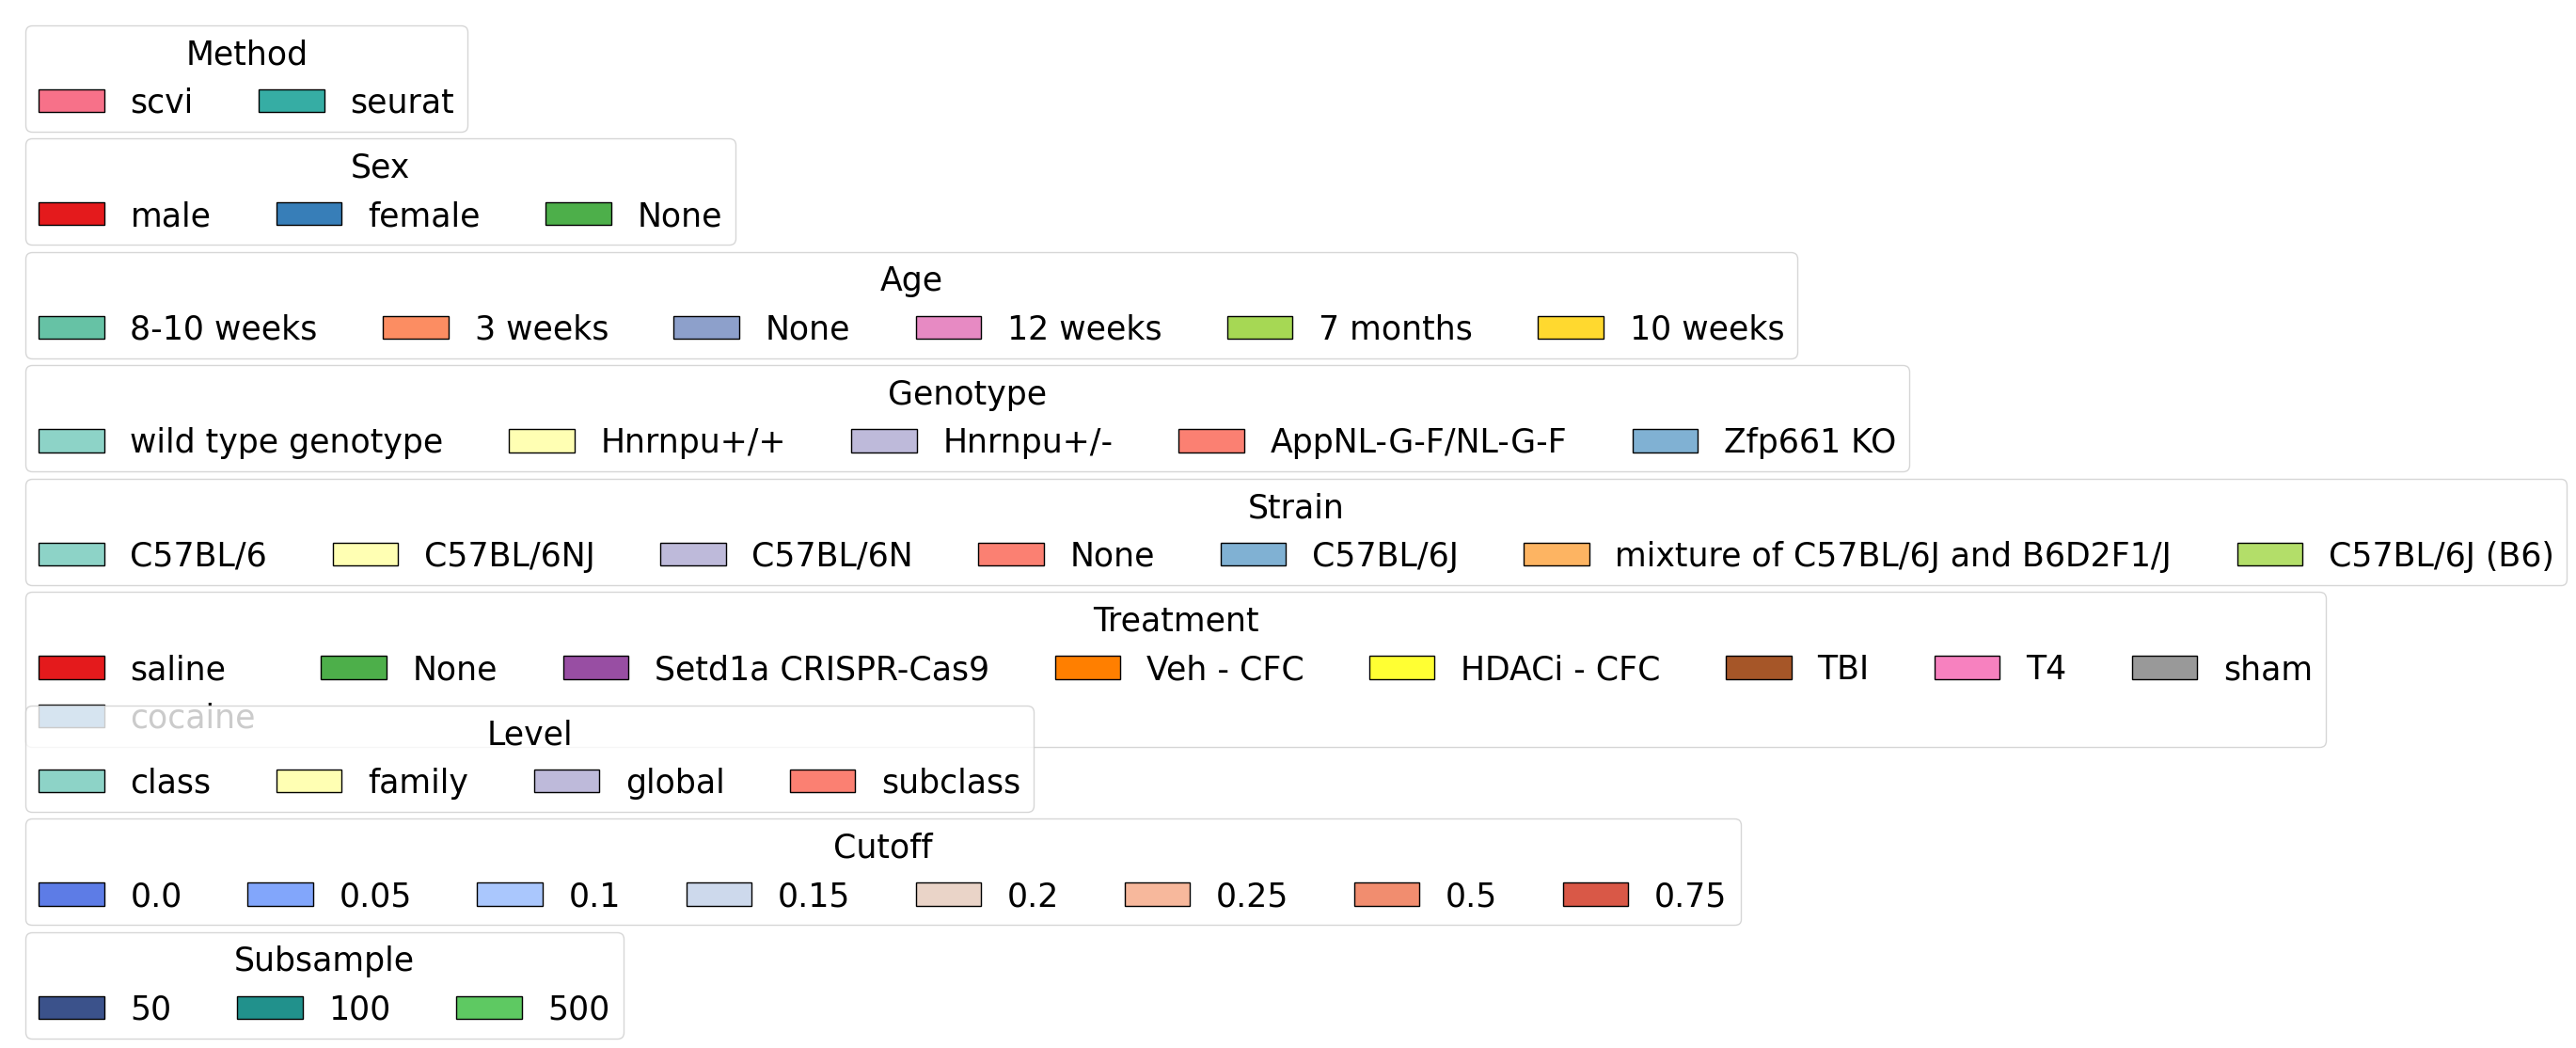 Method
scvi seurat
Sex
male female None
Age
8-10 weeks 3 weeks None 12 weeks 7 months 10 weeks
Genotype
wild type genotype Hnrnpu+/+ Hnrnpu+/- AppNL-G-F/NL-G-F Zfp661 KO
Strain
C57BL/6 C57BL/6NJ C57BL/6N None C57BL/6J mixture of C57BL/6J and B6D2F1/J C57BL/6J (B6)
Treatment
saline None Setd1a CRISPR-Cas9 Veh - CFC HDACi - CFC TBI T4 sham
cocaine
Level
class family global subclass
Cutoff
0.0 0.05 0.1 0.15 0.2 0.25 0.5 0.75
Subsample
50 100 500